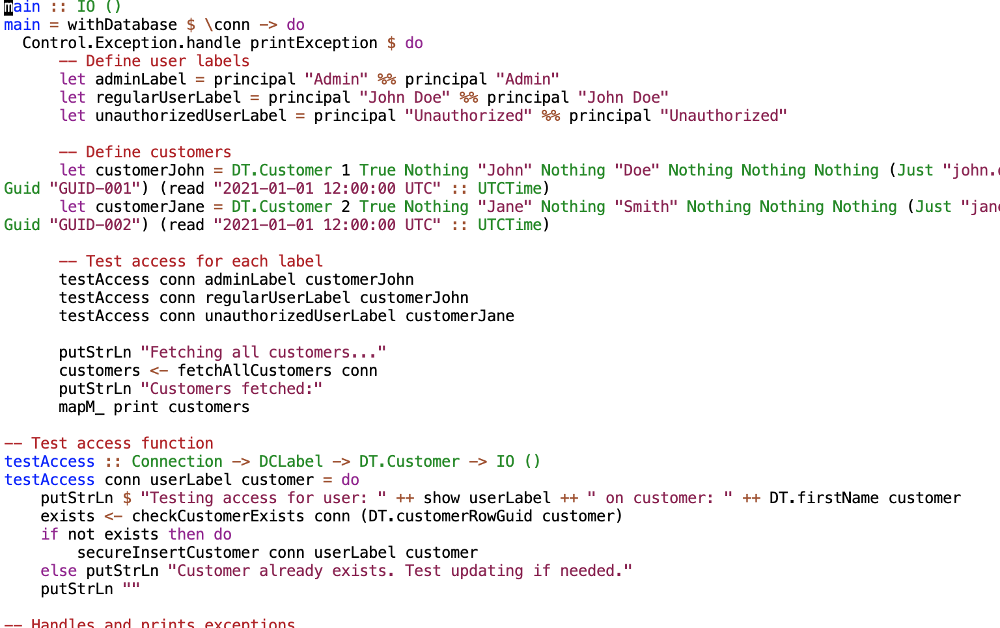 main :: IO ()
main = withDatabase $ \conn -> do
  Control.Exception.handle printException $ do
      -- Define user labels
      let adminLabel = principal "Admin" %% principal "Admin"
      let regularUserLabel = principal "John Doe" %% principal "John Doe"
      let unauthorizedUserLabel = principal "Unauthorized" %% principal "Unauthorized"

      -- Define customers
      let customerJohn = DT.Customer 1 True Nothing "John" Nothing "Doe" Nothing Nothing Nothing (Just "john.
Guid "GUID-001") (read "2021-01-01 12:00:00 UTC" :: UTCTime)
      let customerJane = DT.Customer 2 True Nothing "Jane" Nothing "Smith" Nothing Nothing Nothing (Just "jane
Guid "GUID-002") (read "2021-01-01 12:00:00 UTC" :: UTCTime)

      -- Test access for each label
      testAccess conn adminLabel customerJohn
      testAccess conn regularUserLabel customerJohn
      testAccess conn unauthorizedUserLabel customerJane

      putStrLn "Fetching all customers..."
      customers <- fetchAllCustomers conn
      putStrLn "Customers fetched:"
      mapM_ print customers

-- Test access function
testAccess :: Connection -> DCLabel -> DT.Customer -> IO ()
testAccess conn userLabel customer = do
    putStrLn $ "Testing access for user: " ++ show userLabel ++ " on customer: " ++ DT.firstName customer
    exists <- checkCustomerExists conn (DT.customerRowGuid customer)
    if not exists then do
        secureInsertCustomer conn userLabel customer
    else putStrLn "Customer already exists. Test updating if needed."
    putStrLn ""

-- Handles and prints exceptions